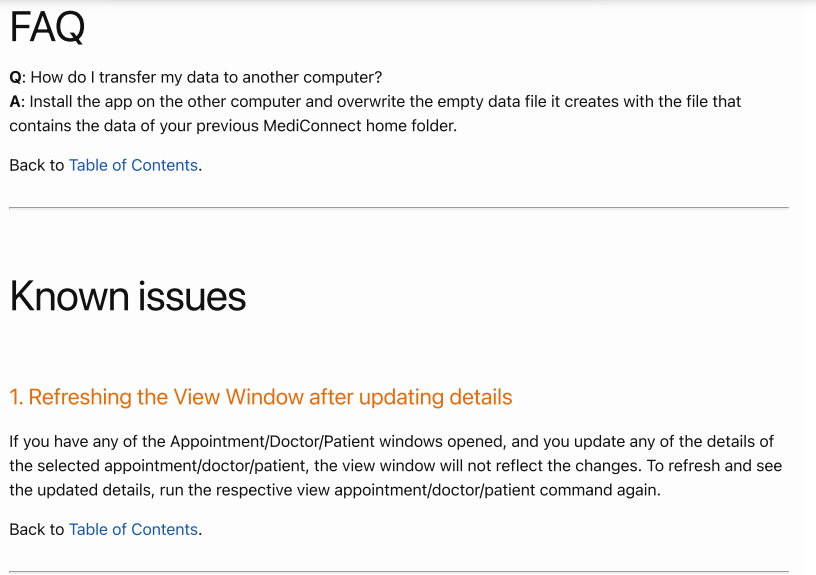 FAQ
Q: How do I transfer my data to another computer?
A: Install the app on the other computer and overwrite the empty data file it creates with the file that
contains the data of your previous MediConnect home folder.
Back to Table of Contents.
Known issues
1. Refreshing the View Window after updating details
If you have any of the Appointment/Doctor/Patient windows opened, and you update any of the details of
the selected appointment/doctor/patient, the view window will not reflect the changes. To refresh and see
the updated details, run the respective view appointment/doctor/patient command again.
Back to Table of Contents.